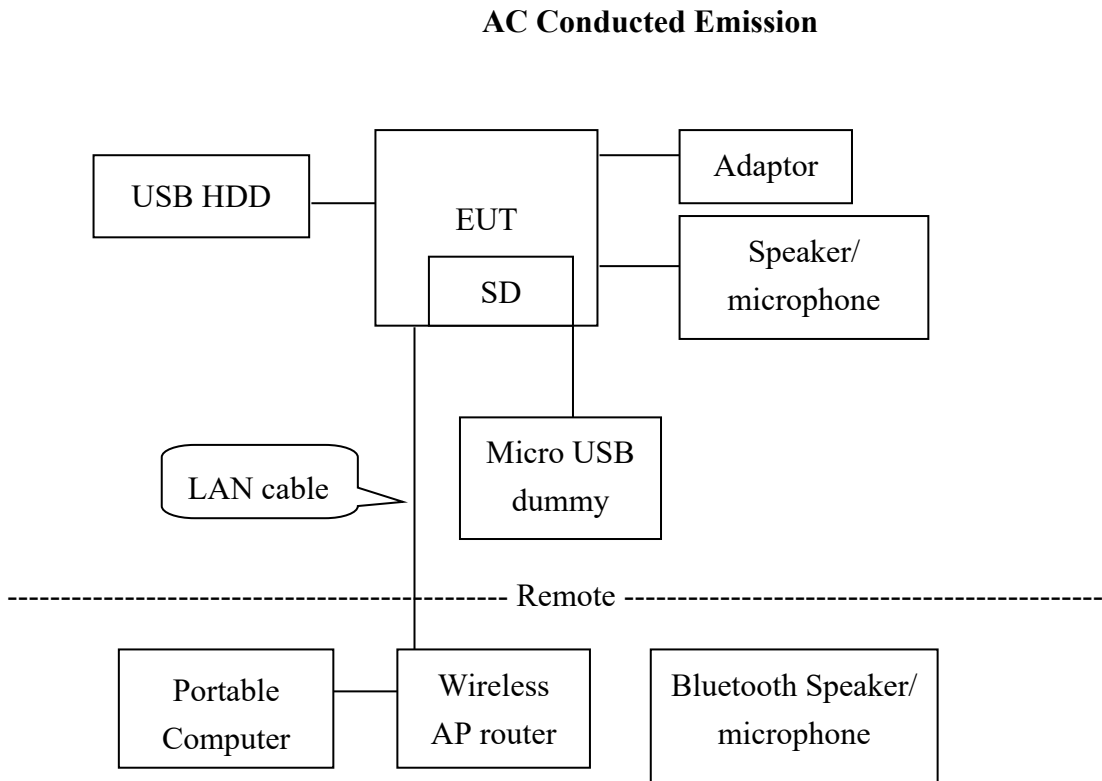 AC Conducted Emission
USB HDD
EUT
SD
Adaptor
Speaker/
microphone
Micro USB
dummy
LAN cable
Remote
Portable
Computer
Wireless
AP router
Bluetooth Speaker/
microphone